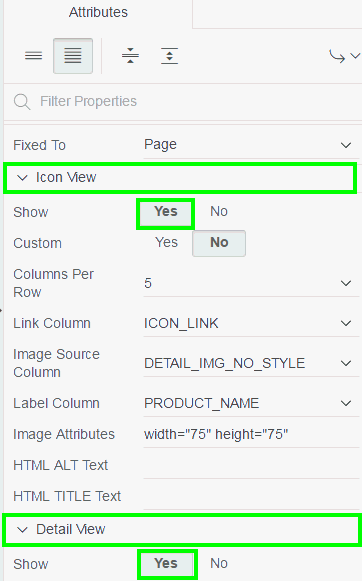 Attributes
Filter Properties
Fixed To Page
Icon View
Show Yes No
Custom Yes No
Columns Per Row 5
Link Column ICON_LINK
Image Source Column DETAIL_IMG_NO_STYLE
Label Column PRODUCT_NAME
Image Attributes width="75" height="75"
HTML ALT Text
HTML TITLE Text
Detail View
Show Yes No